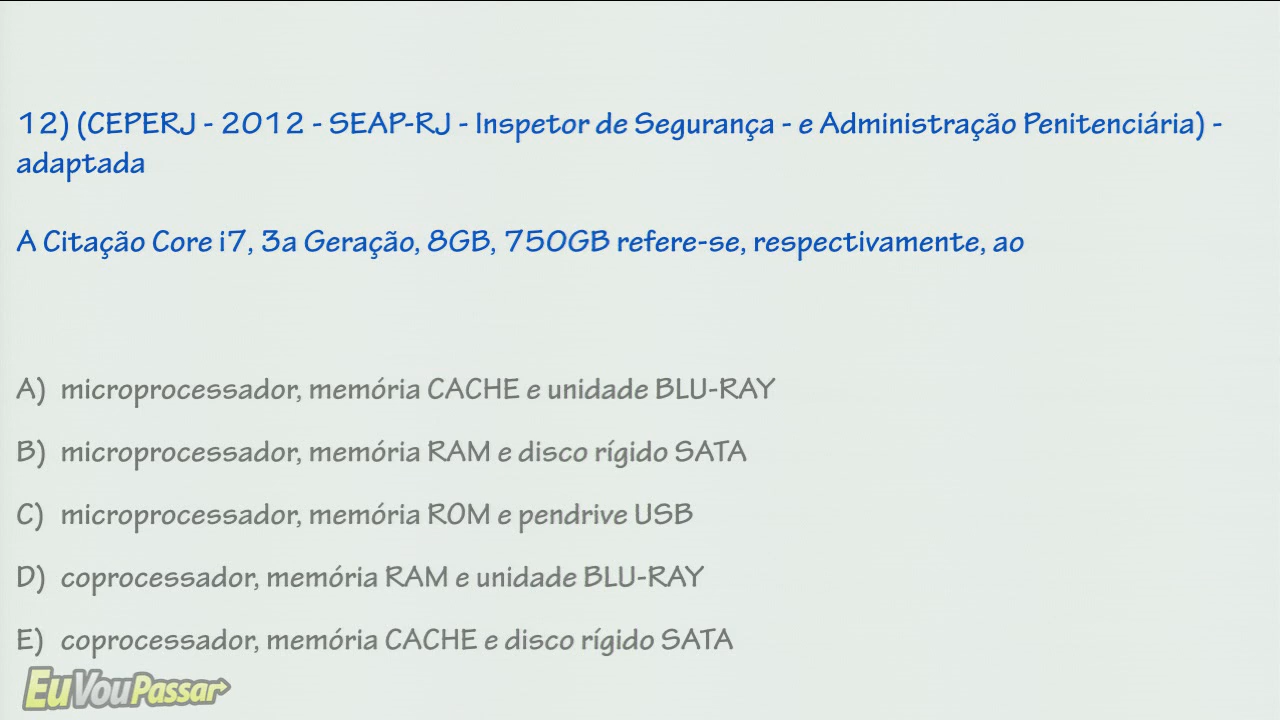 12) (CEPERJ - 2012 - SEAP-RJ - Inspetor de Segurança - e Administração Penitenciária) -
adaptada
A Citação Core i7, 3a Geração, 8GB, 750GB refere-se, respectivamente, ao
A) microprocessador, memória CACHE e unidade BLU-RAY
B) microprocessador, memória RAM e disco rígido SATA
C) microprocessador, memória ROM e pendrive USB
D) coprocessador, memória RAM e unidade BLU-RAY
E) coprocessador, memória CACHE e disco rígido SATA
EuVouPassar